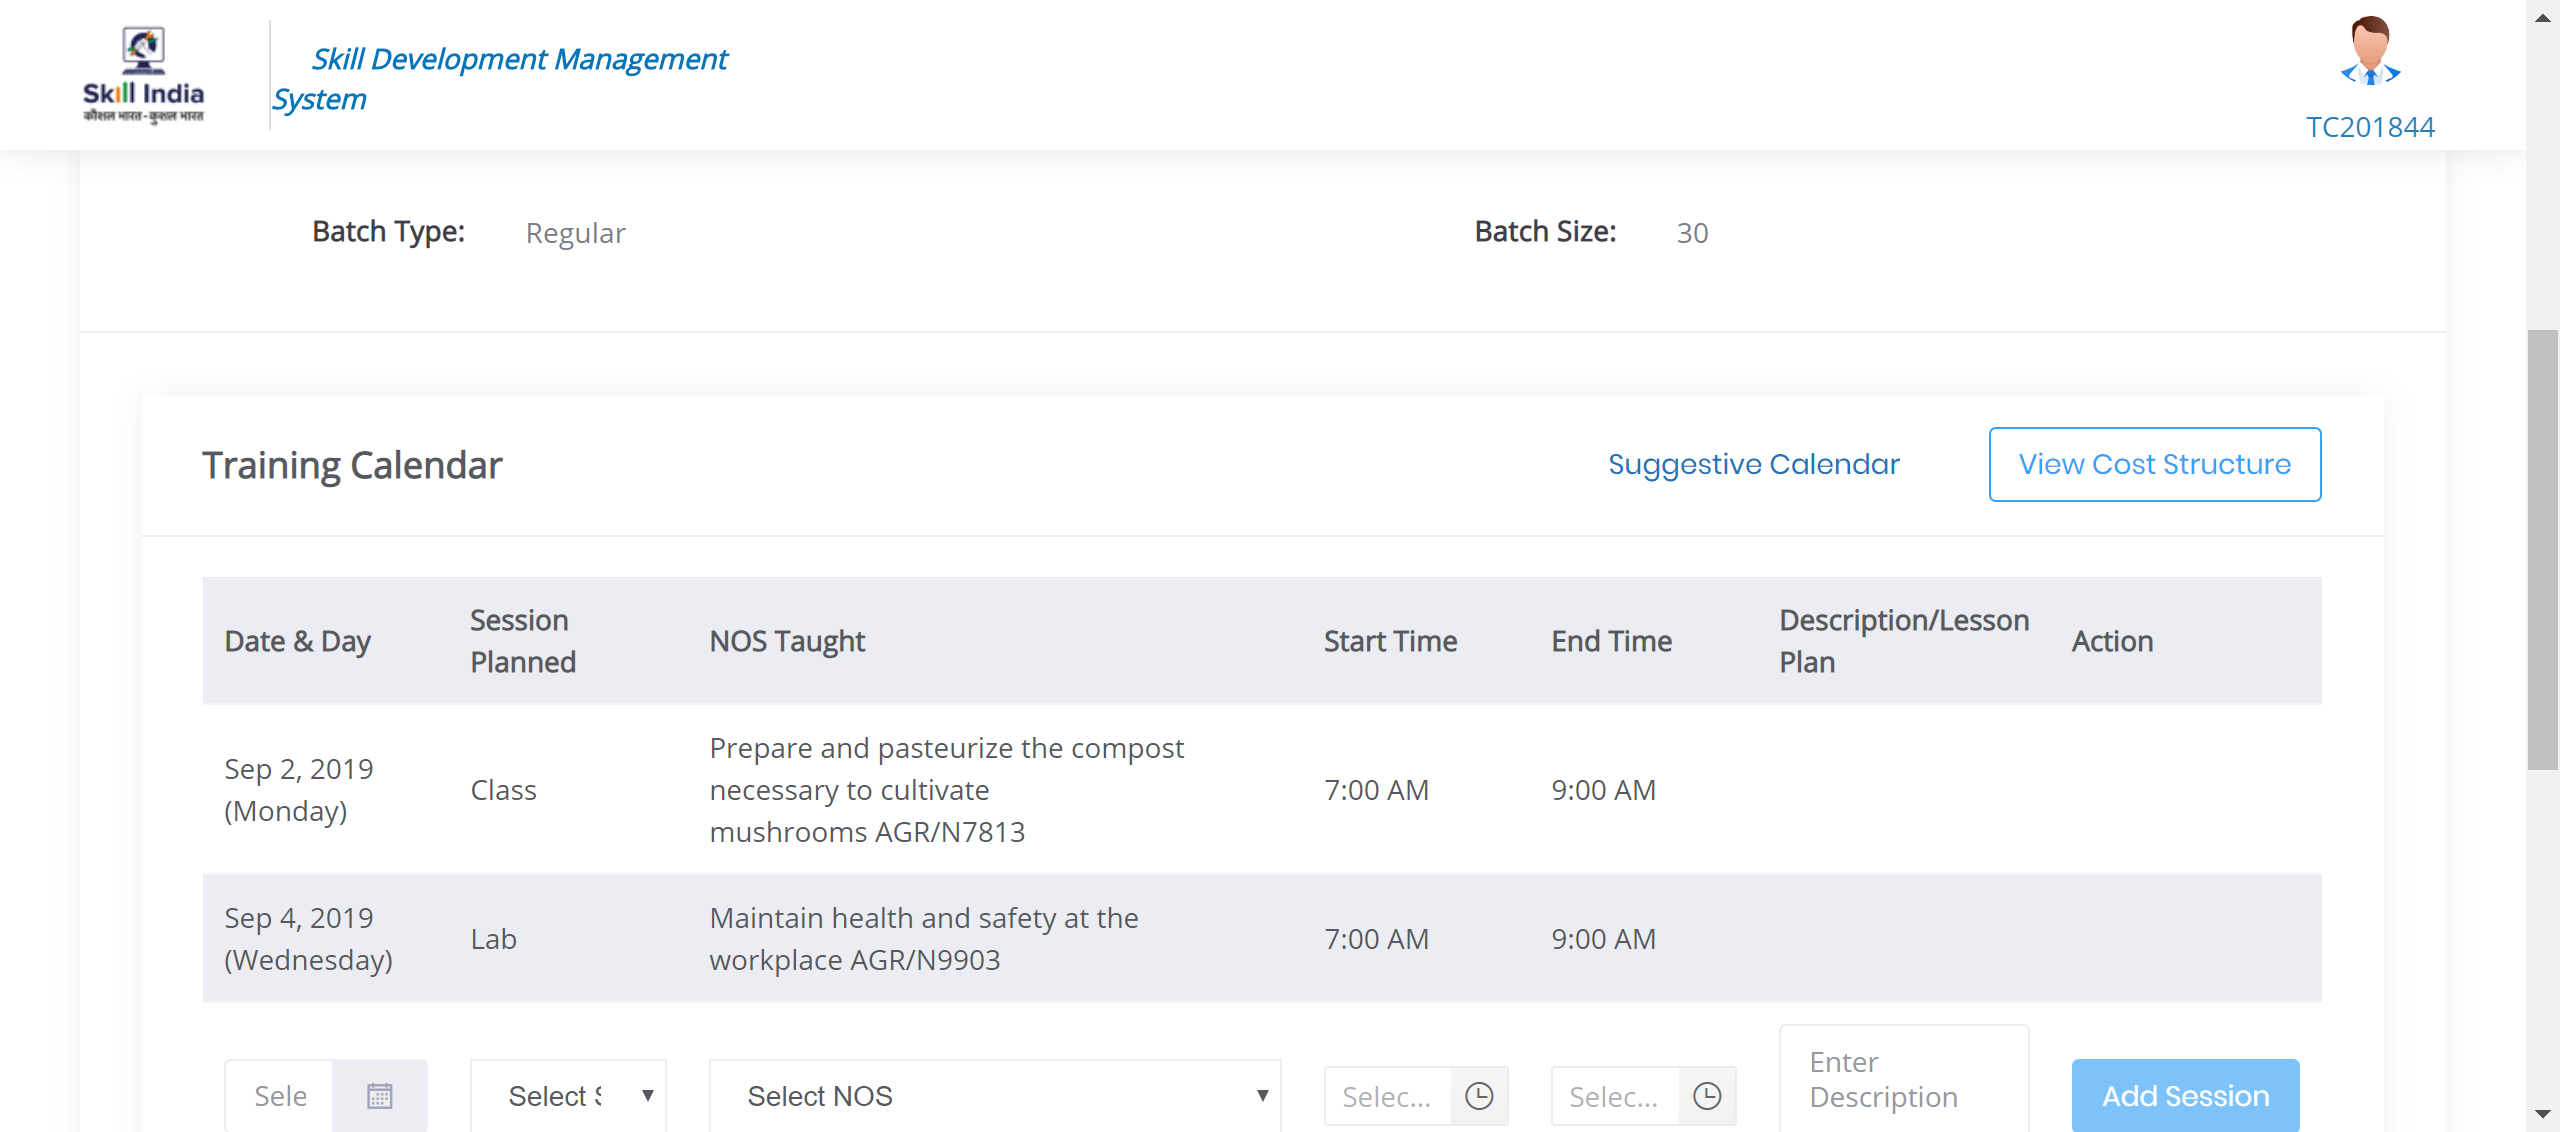 Skill India
कौशल भारत - कुशल भारत
Skill Development Management
System
TC201844
Batch Type: Regular
Batch Size: 30
Training Calendar
Suggestive Calendar
View Cost Structure
Date & Day
Session
Planned
NOS Taught
Start Time
End Time
Description/Lesson
Plan
Action
Sep 2, 2019
(Monday)
Class
Prepare and pasteurize the compost
necessary to cultivate
mushrooms AGR/N7813
7:00 AM
9:00 AM
Sep 4, 2019
(Wednesday)
Lab
Maintain health and safety at the
workplace AGR/N9903
7:00 AM
9:00 AM
Sele
Select S
Select NOS
Selec...
Selec...
Enter
Description
Add Session